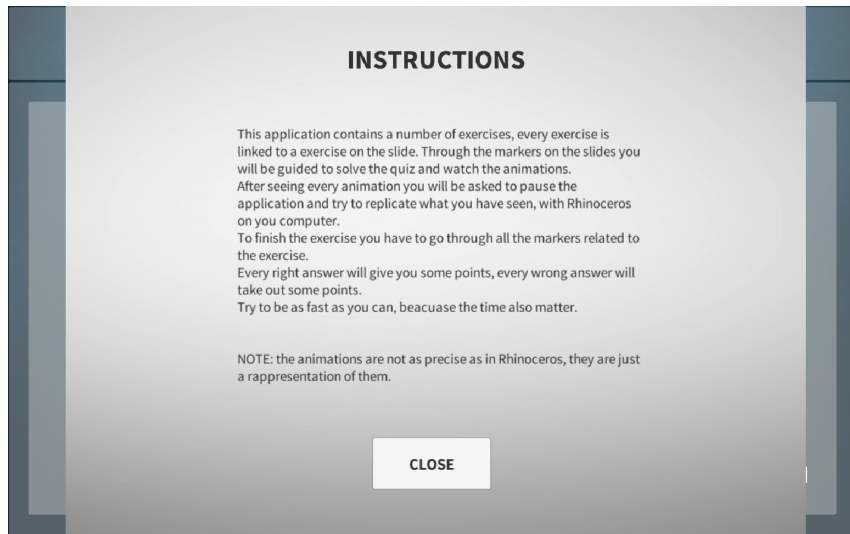 INSTRUCTIONS
This application contains a number of exercises, every exercise is
linked to a exercise on the slide. Through the markers on the slides you
will be guided to solve the quiz and watch the animations.
After seeing every animation you will be asked to pause the
application and try to replicate what you have seen, with Rhinoceros
on you computer.
To finish the exercise you have to go through all the markers related to
the exercise.
Every right answer will give you some points, every wrong answer will
take out some points.
Try to be as fast as you can, beacuase the time also matter.
NOTE: the animations are not as precise as in Rhinoceros, they are just
a rappresentation of them.
CLOSE